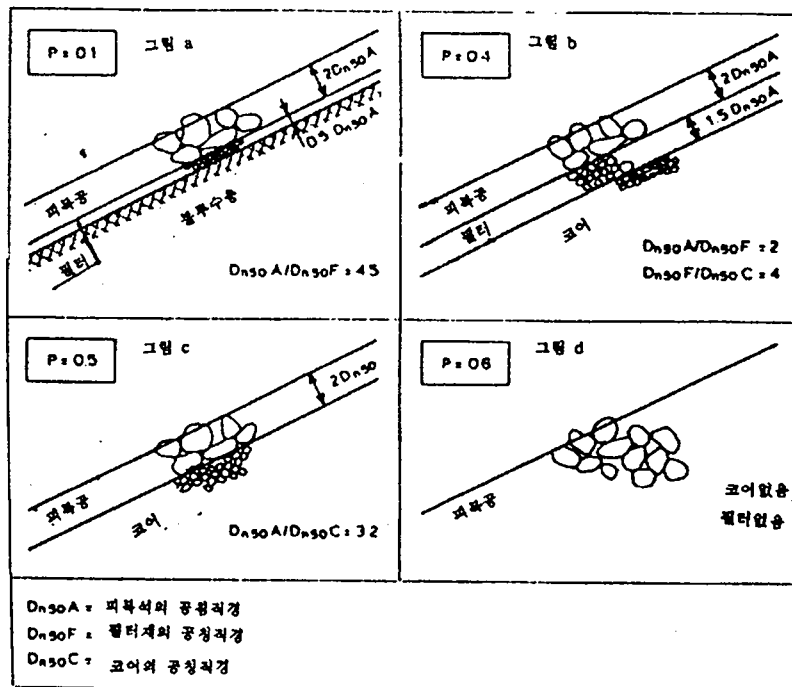 P = 0.1
그림 a
2Dn50A
0.5 Dn50A
피복공
필터
불투수층
Dn50A/Dn50F = 4.5
P = 0.4
그림 b
2Dn50A
1.5 Dn50A
피복공
필터
코어
Dn50A/Dn50F = 2
Dn50F/Dn50C = 4
P = 0.5
그림 c
2Dn50
피복공
코어
Dn50A/Dn50C = 3.2
P = 0.6
그림 d
피복공
코어없음
필터없음
Dn50A = 피복석의 공칭직경
Dn50F = 필터재의 공칭직경
Dn50C = 코어의 공칭직경